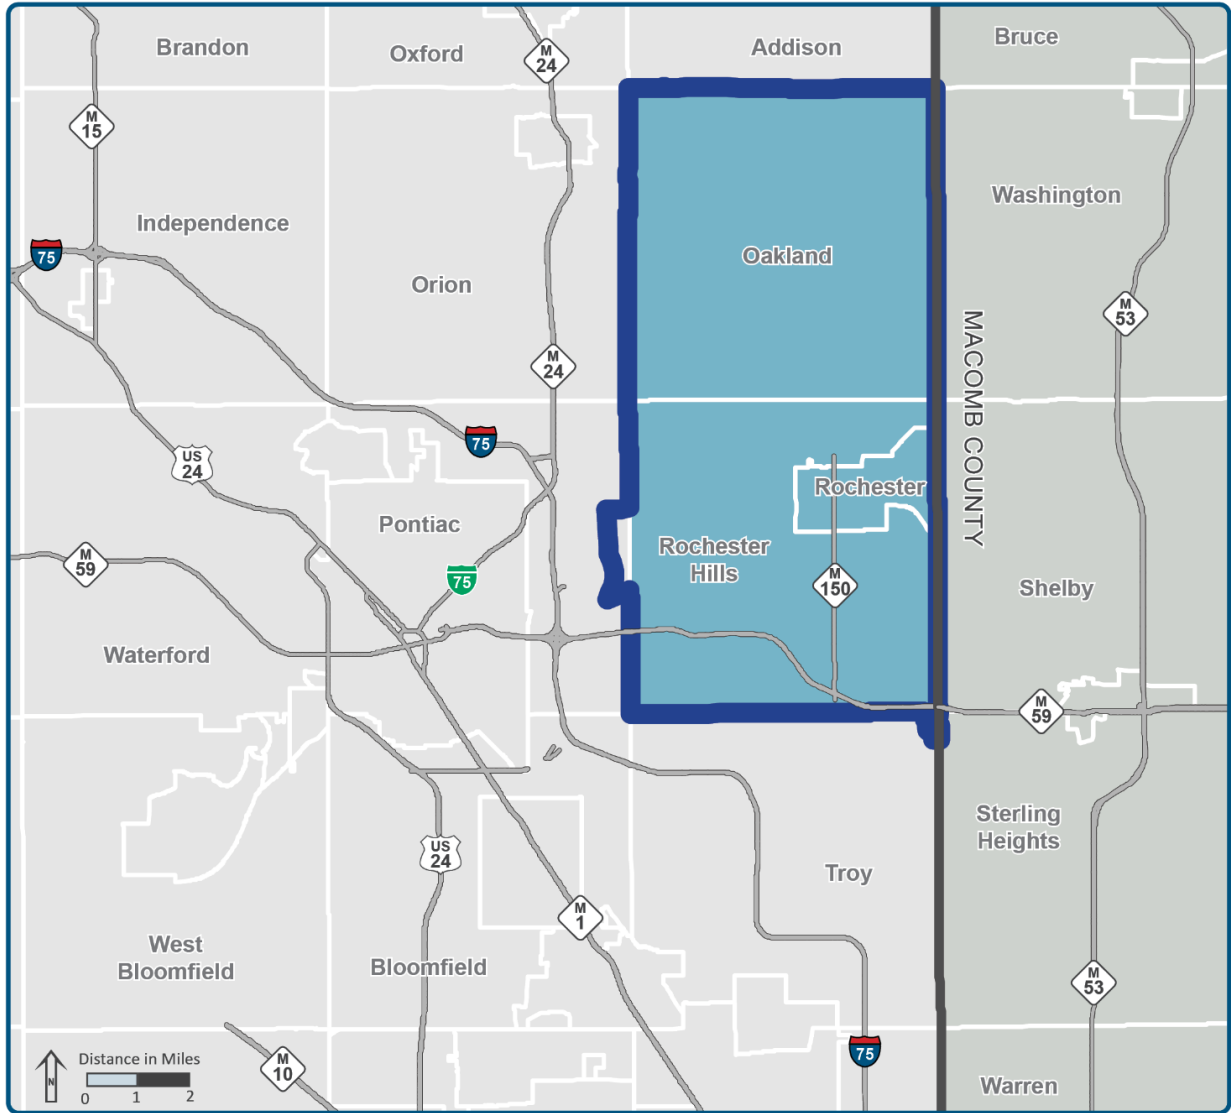 Brandon
Oxford
M
24
Addison
Bruce
M
15
Independence
Washington
75
Oakland
Orion
M
53
M
24
MACOMB COUNTY
75
US
24
Rochester
Pontiac
Rochester
Hills
M
59
75
M
150
Shelby
Waterford
M
59
Sterling
Heights
US
24
Troy
M
1
West
Bloomfield
Bloomfield
M
53
N
Distance in Miles
0 1 2
M
10
75
Warren